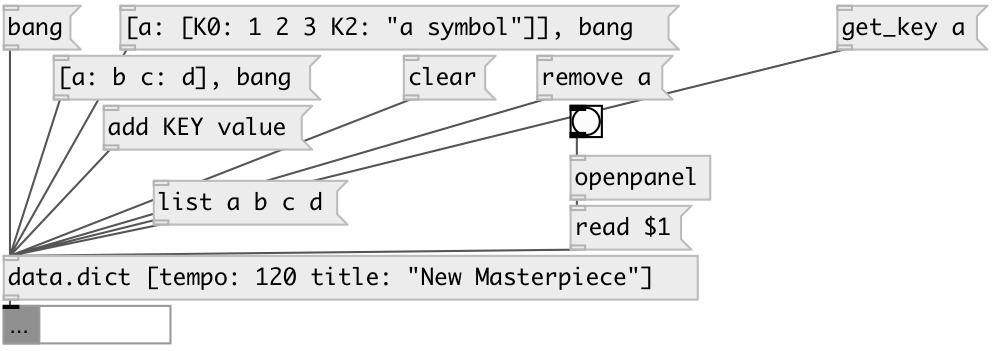 bang
[a: [K0: 1 2 3 K2: "a symbol"]], bang
get_key a
[a: b c: d], bang
clear
remove a
add KEY value
openpanel
list a b c d
read $1
data.dict [tempo: 120 title: "New Masterpiece"]
...